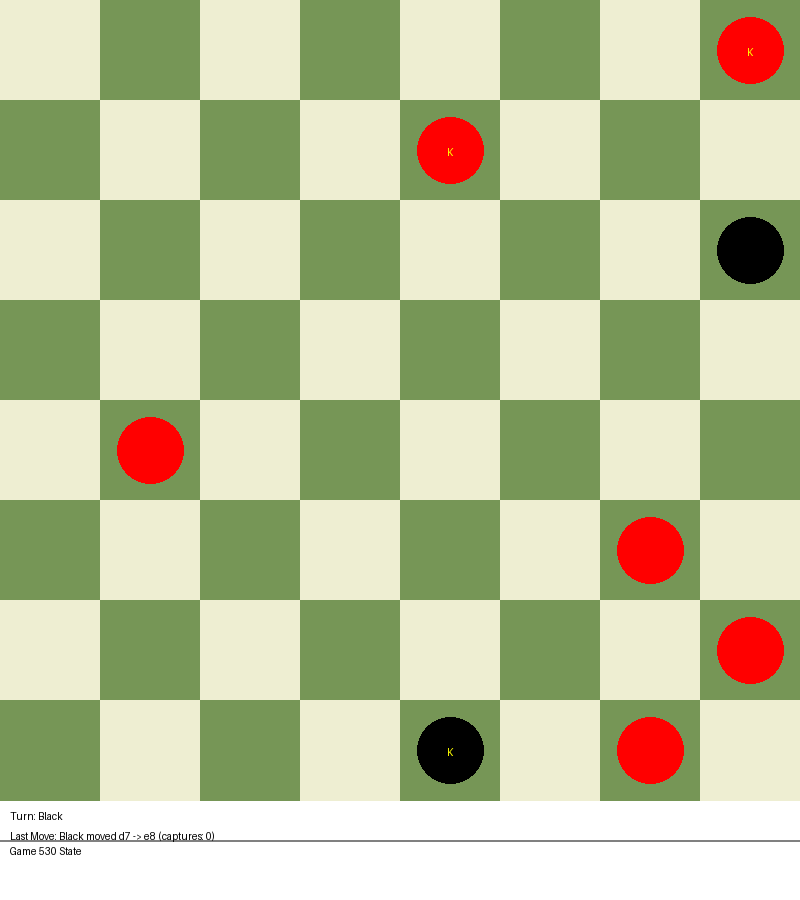 K
K
K
Turn: Black
Last Move: Black moved d7 -> e8 (captures: 0)
Game 530 State